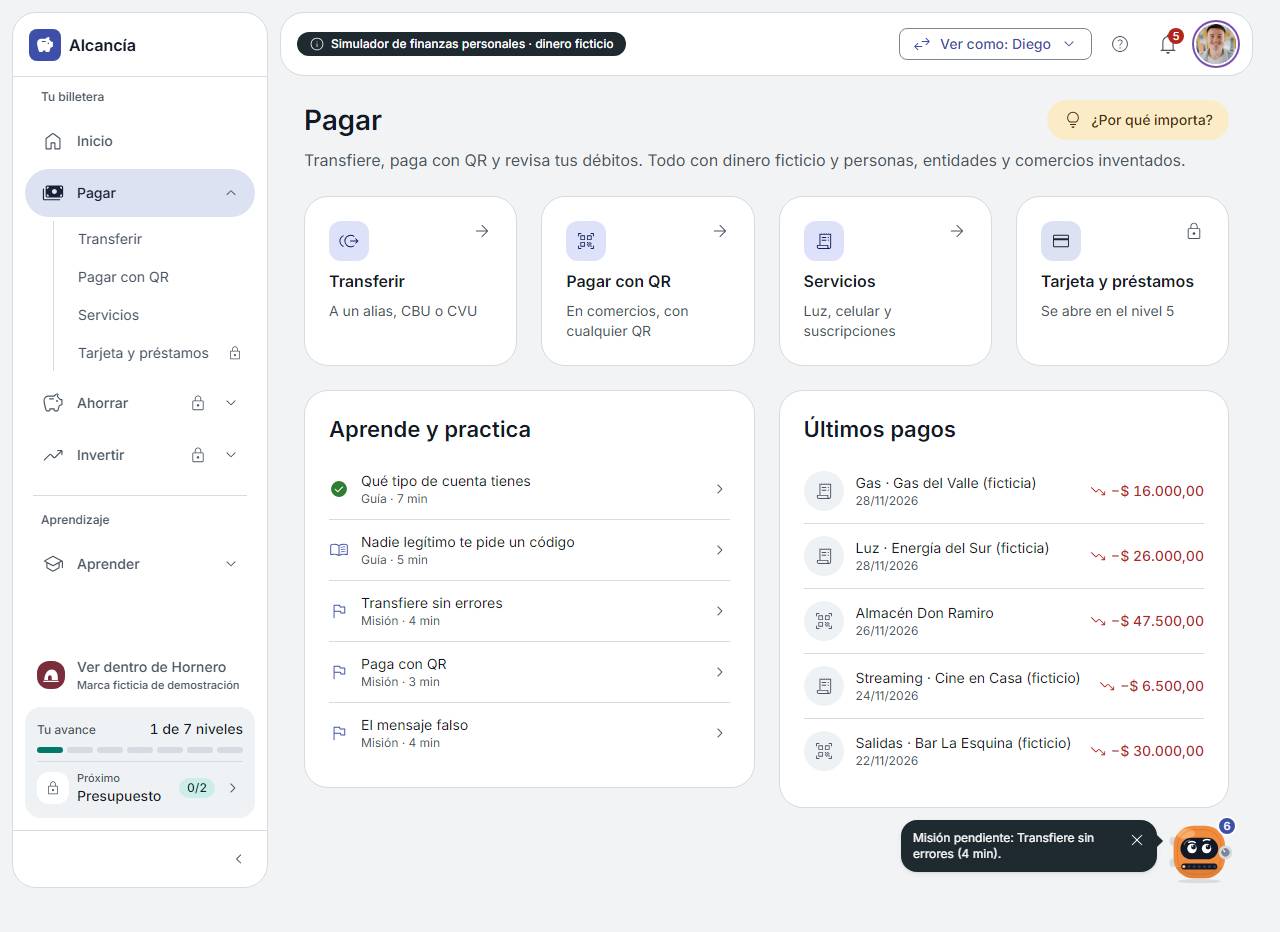 Alcancía
Tu billetera
Inicio
Pagar
Transferir
Pagar con QR
Servicios
Tarjeta y préstamos
Ahorrar
Invertir
Aprendizaje
Aprender
Ver dentro de Hornero
Marca ficticia de demostración
Tu avance 1 de 7 niveles
Próximo
Presupuesto 0/2
Simulador de finanzas personales · dinero ficticio
Ver como: Diego
5
Pagar
¿Por qué importa?
Transfiere, paga con QR y revisa tus débitos. Todo con dinero ficticio y personas, entidades y comercios inventados.
Transferir
A un alias, CBU o CVU
Pagar con QR
En comercios, con
cualquier QR
Servicios
Luz, celular y
suscripciones
Tarjeta y préstamos
Se abre en el nivel 5
Aprende y practica
Qué tipo de cuenta tienes
Guía · 7 min
Nadie legítimo te pide un código
Guía · 5 min
Transfiere sin errores
Misión · 4 min
Paga con QR
Misión · 3 min
El mensaje falso
Misión · 4 min
Últimos pagos
Gas · Gas del Valle (ficticia) −$ 16.000,00
28/11/2026
Luz · Energía del Sur (ficticia) −$ 26.000,00
28/11/2026
Almacén Don Ramiro −$ 47.500,00
26/11/2026
Streaming · Cine en Casa (ficticio) −$ 6.500,00
24/11/2026
Salidas · Bar La Esquina (ficticio) −$ 30.000,00
22/11/2026
Misión pendiente: Transfiere sin
errores (4 min).
6